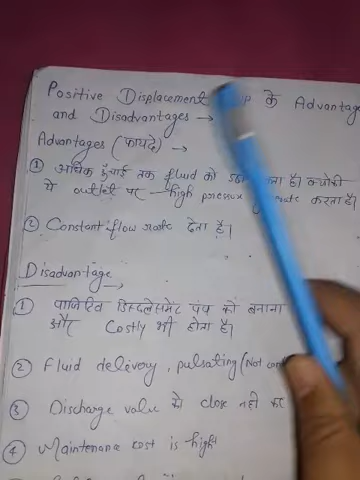 Positive Displacement के Advantage
and Disadvantages →
Advantages (फायदे) →
① अधिक ऊँचाई तक fluid को है। क्योकी
ये outlet पर high करता है।
② Constant flow rate देता है।
Disadvantage →
① पाजिटिव डिस्प्लेसमेंट पंप को बनाना
और Costly भी होता है।
② Fluid delivery, pulsating (Not con
③ Discharge valve को close नही कर
④ Maintenance cost is high